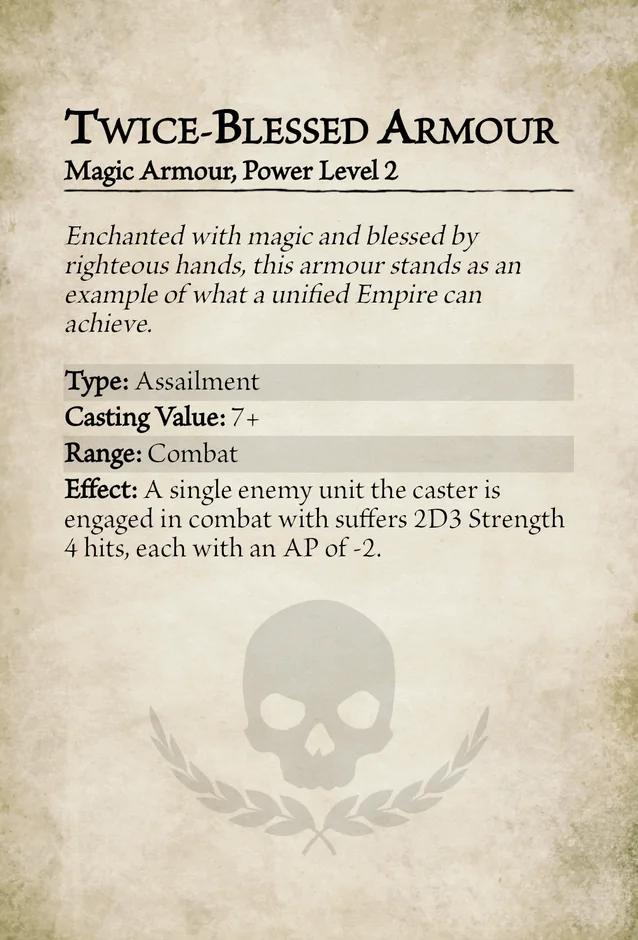 Twice-Blessed Armour
Magic Armour, Power Level 2
Enchanted with magic and blessed by
righteous hands, this armour stands as an
example of what a unified Empire can
achieve.
Type: Assailment
Casting Value: 7+
Range: Combat
Effect: A single enemy unit the caster is
engaged in combat with suffers 2D3 Strength
4 hits, each with an AP of -2.